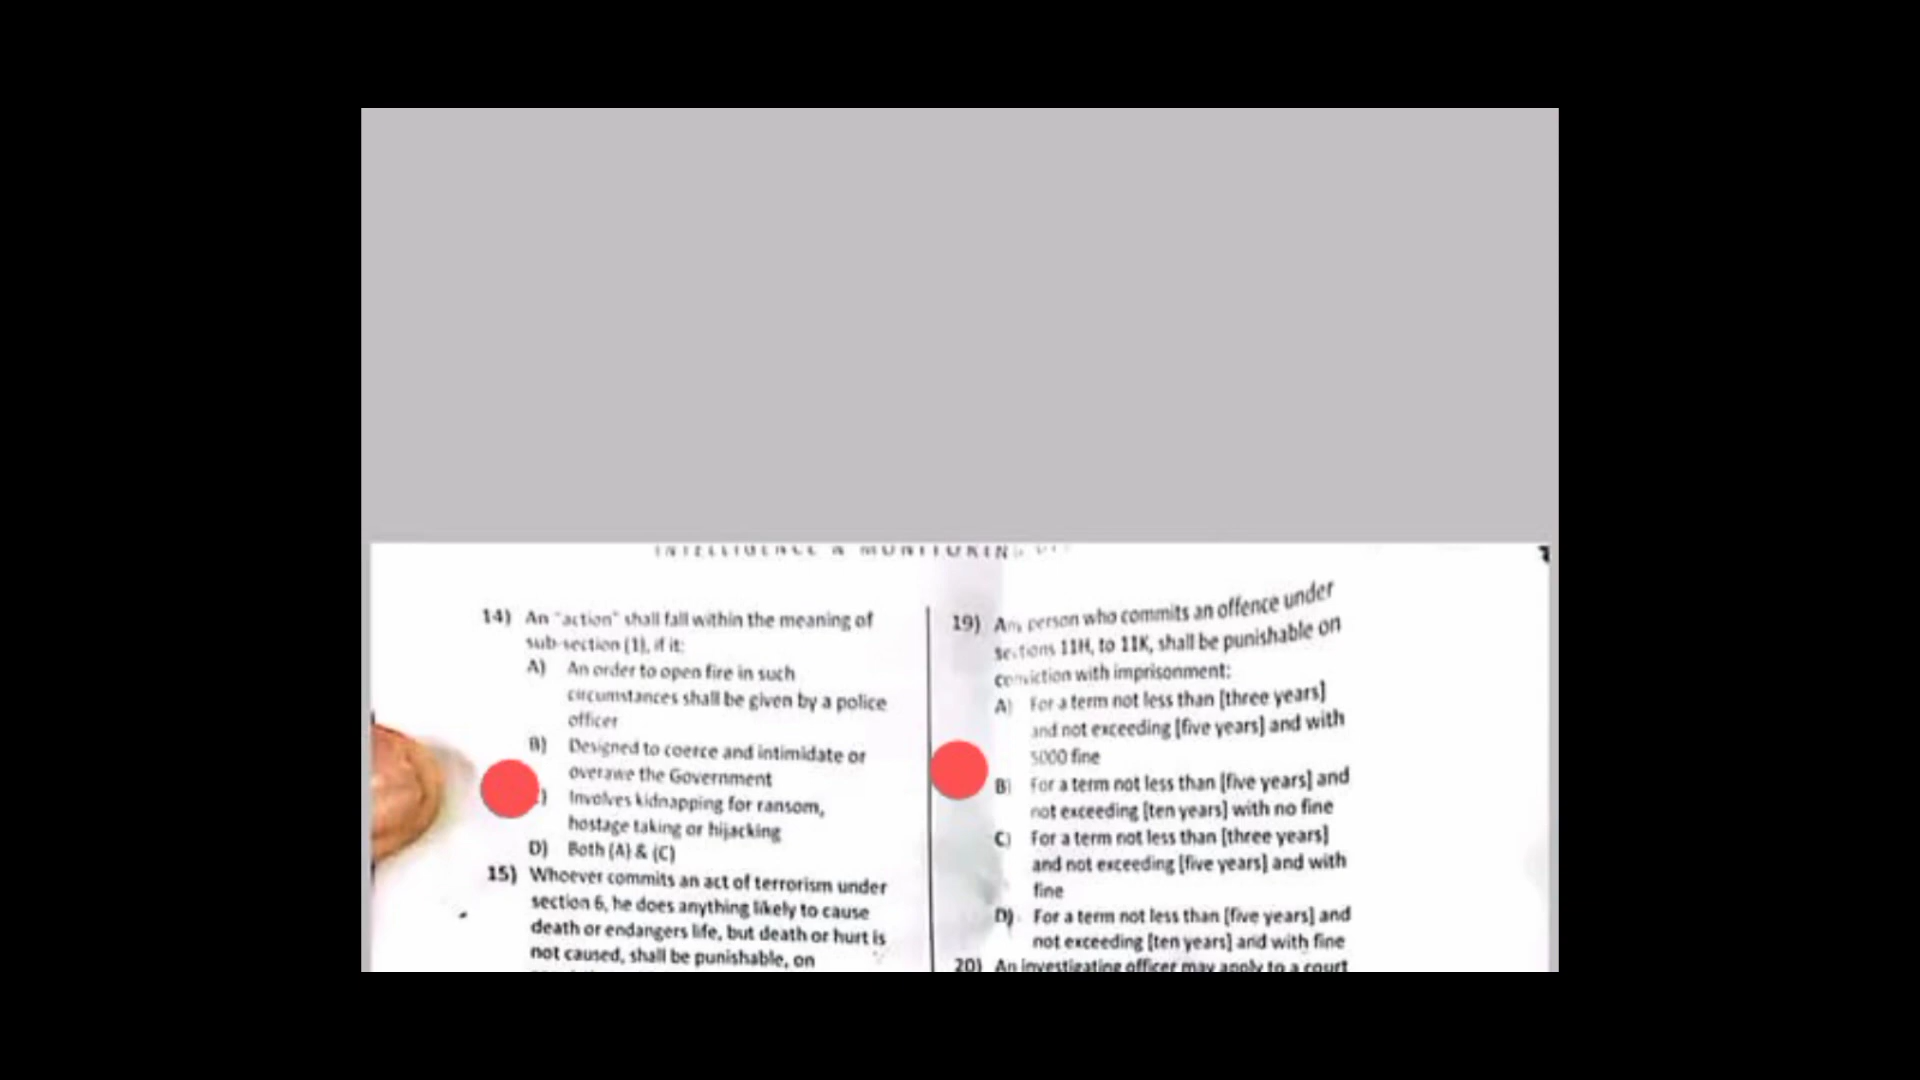 INTELLIGENCE & MONITORING
14) An "action" shall fall within the meaning of
sub-section (1), if it:
A) An order to open fire in such
circumstances shall be given by a police
officer
B) Designed to coerce and intimidate or
overawe the Government
) Involves kidnapping for ransom,
hostage taking or hijacking
D) Both (A) & (C)
15) Whoever commits an act of terrorism under
section 6, he does anything likely to cause
death or endangers life, but death or hurt is
not caused, shall be punishable, on
19) Any person who commits an offence under
sections 11H, to 11K, shall be punishable on
conviction with imprisonment:
A) For a term not less than [three years]
and not exceeding [five years] and with
5000 fine
B) For a term not less than [five years] and
not exceeding [ten years] with no fine
C) For a term not less than [three years]
and not exceeding [five years] and with
fine
D) For a term not less than [five years] and
not exceeding [ten years] and with fine
20) An investigating officer may apply to a court